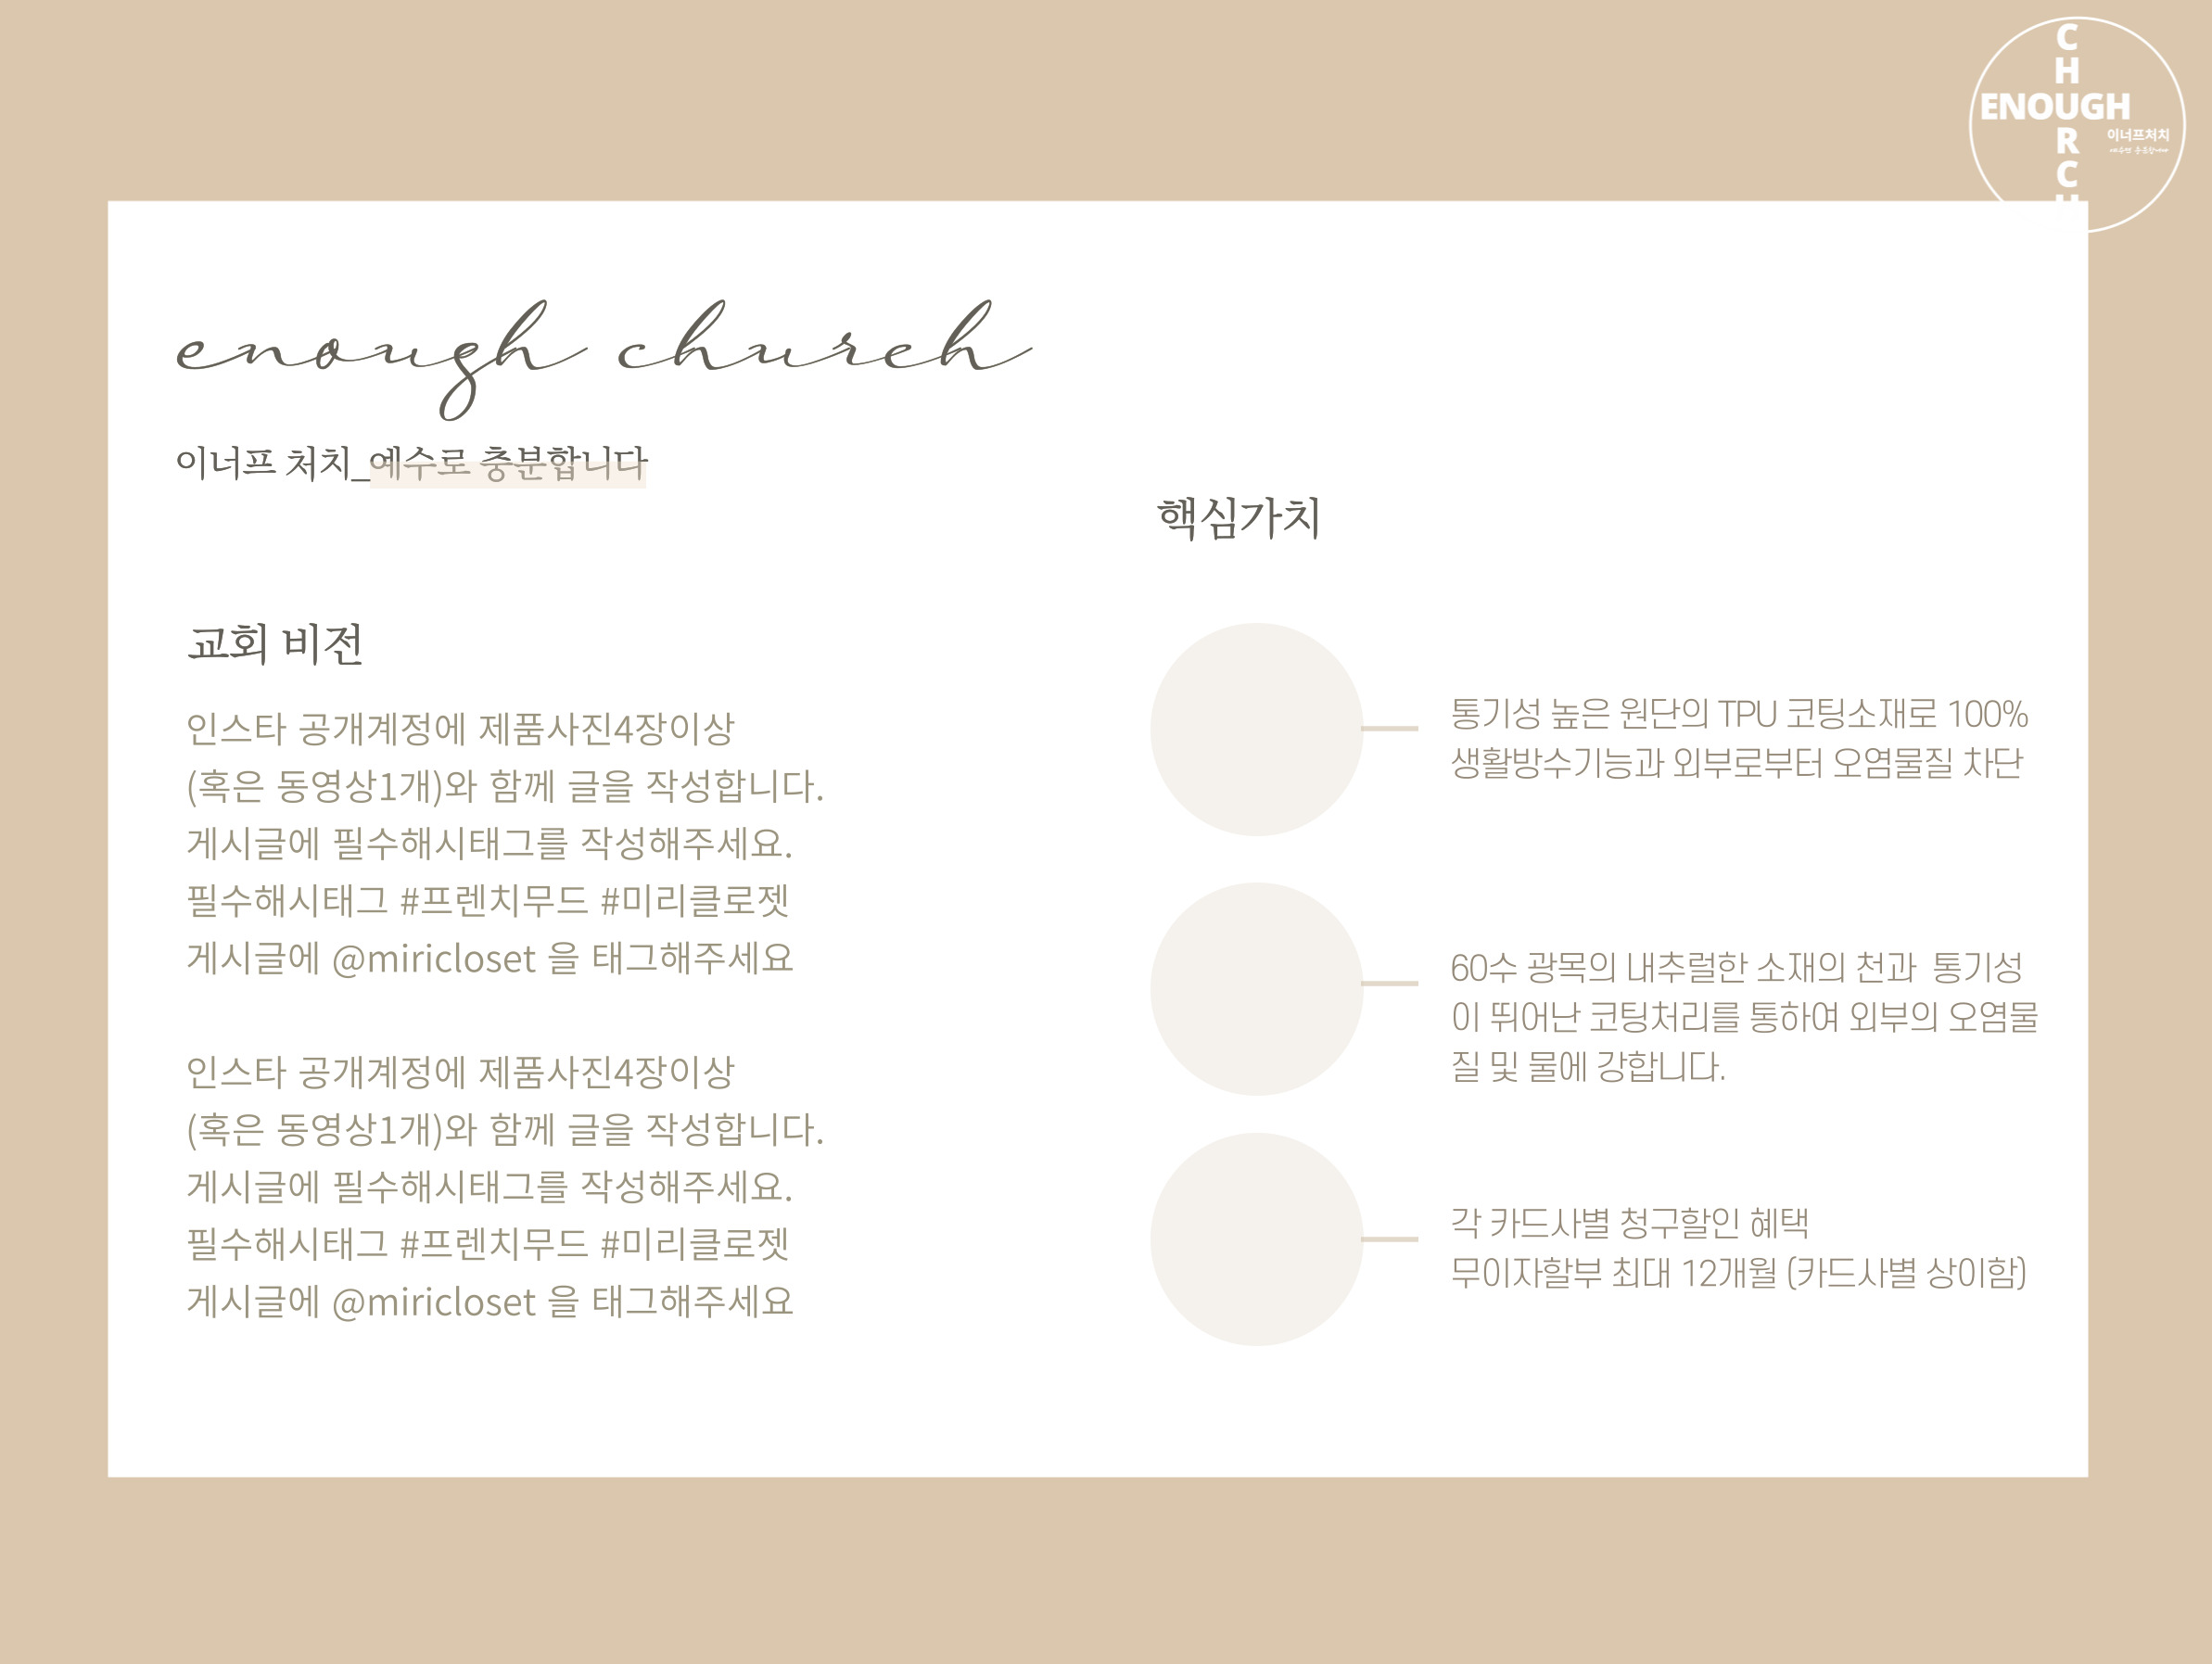 CHURCH
ENOUGH
이너프처치
enough church
이너프 처치_예수로 충분합니다
교회 비전
인스타 공개계정에 제품사진4장이상
(혹은 동영상1개)와 함께 글을 작성합니다.
게시글에 필수해시태그를 작성해주세요.
필수해시태그 #프렌치무드 #미리클로젯
게시글에 @miricloset 을 태그해주세요
인스타 공개계정에 제품사진4장이상
(혹은 동영상1개)와 함께 글을 작성합니다.
게시글에 필수해시태그를 작성해주세요.
필수해시태그 #프렌치무드 #미리클로젯
게시글에 @miricloset 을 태그해주세요
핵심가치
통기성 높은 원단의 TPU 코팅소재로 100%
생활방수기능과 외부로부터 오염물질 차단
60수 광목의 내추럴한 소재의 천과 통기성
이 뛰어난 코팅처리를 통하여 외부의 오염물
질 및 물에 강합니다.
각 카드사별 청구할인 혜택
무이자할부 최대 12개월 (카드사별 상이함)